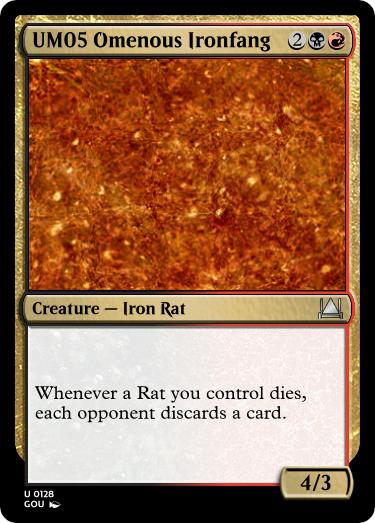 UM05 Omenous Ironfang 2
Creature — Iron Rat
Whenever a Rat you control dies,
each opponent discards a card.
4/3
U 0128
GOU